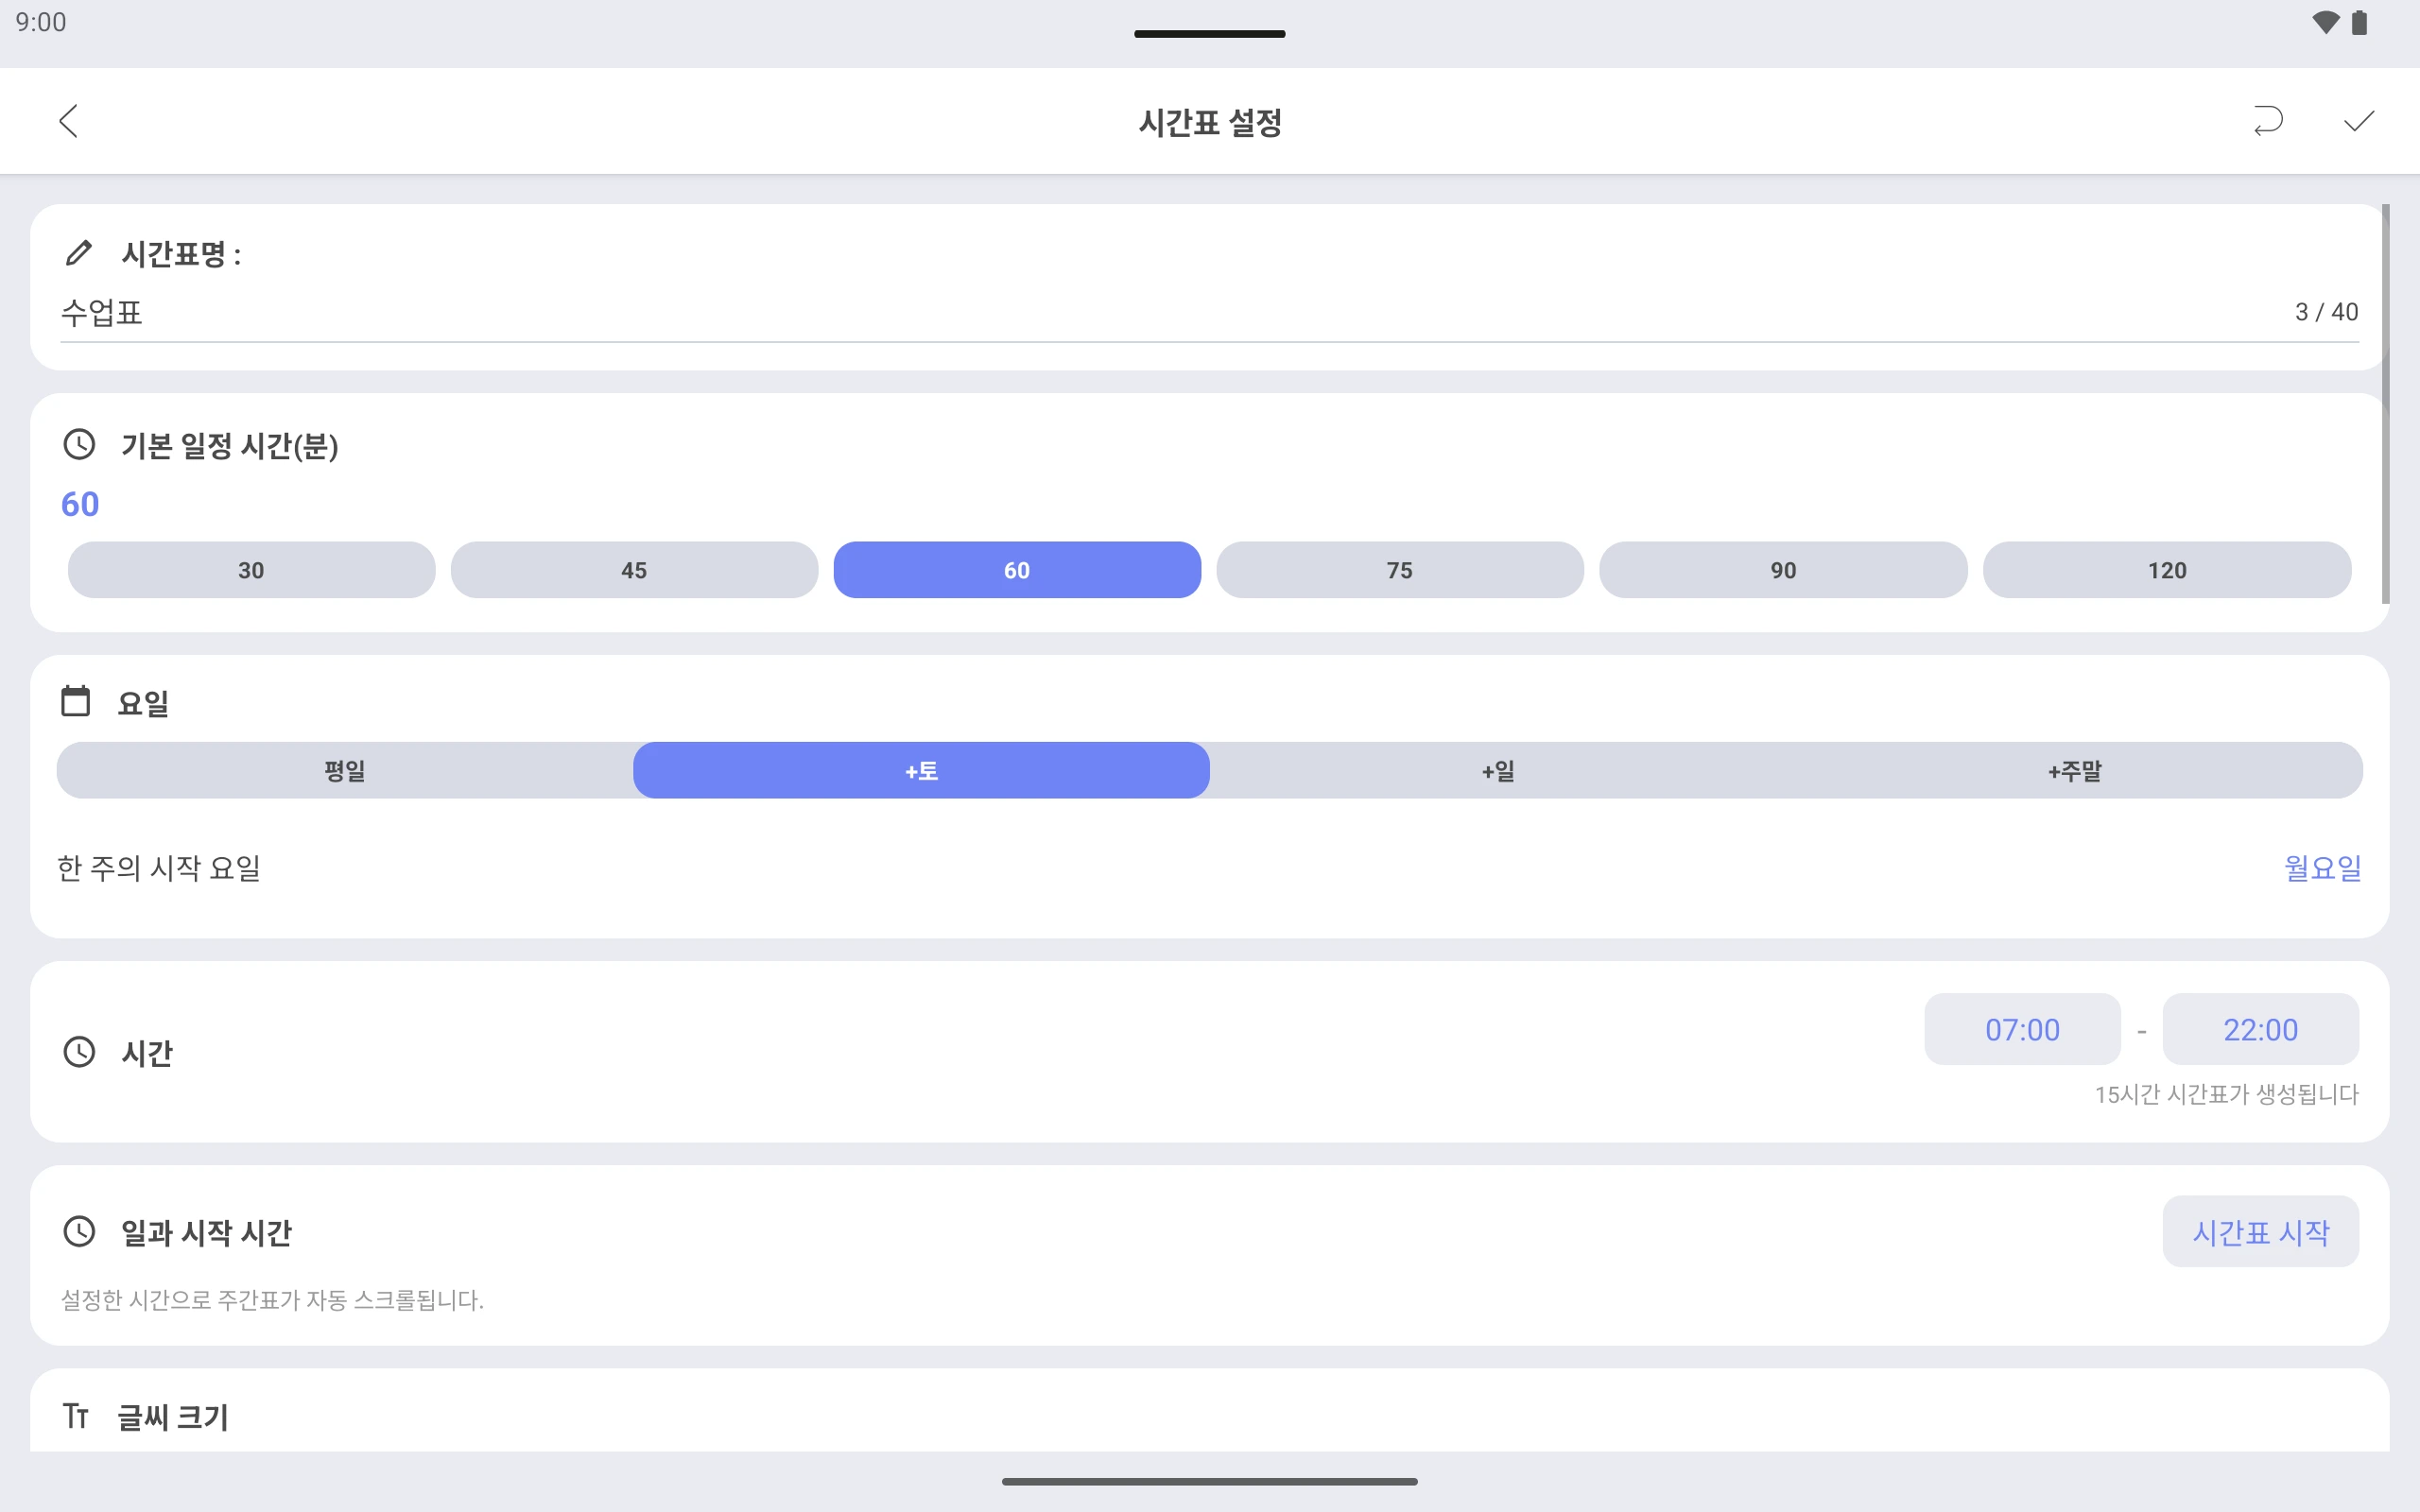 9:00
시간표 설정
시간표명 :
수업표
3 / 40
기본 일정 시간(분)
60
30 45 60 75 90 120
요일
평일 +토 +일 +주말
한 주의 시작 요일 월요일
07:00 - 22:00
시간
15시간 시간표가 생성됩니다
일과 시작 시간 시간표 시작
설정한 시간으로 주간표가 자동 스크롤됩니다.
글씨 크기